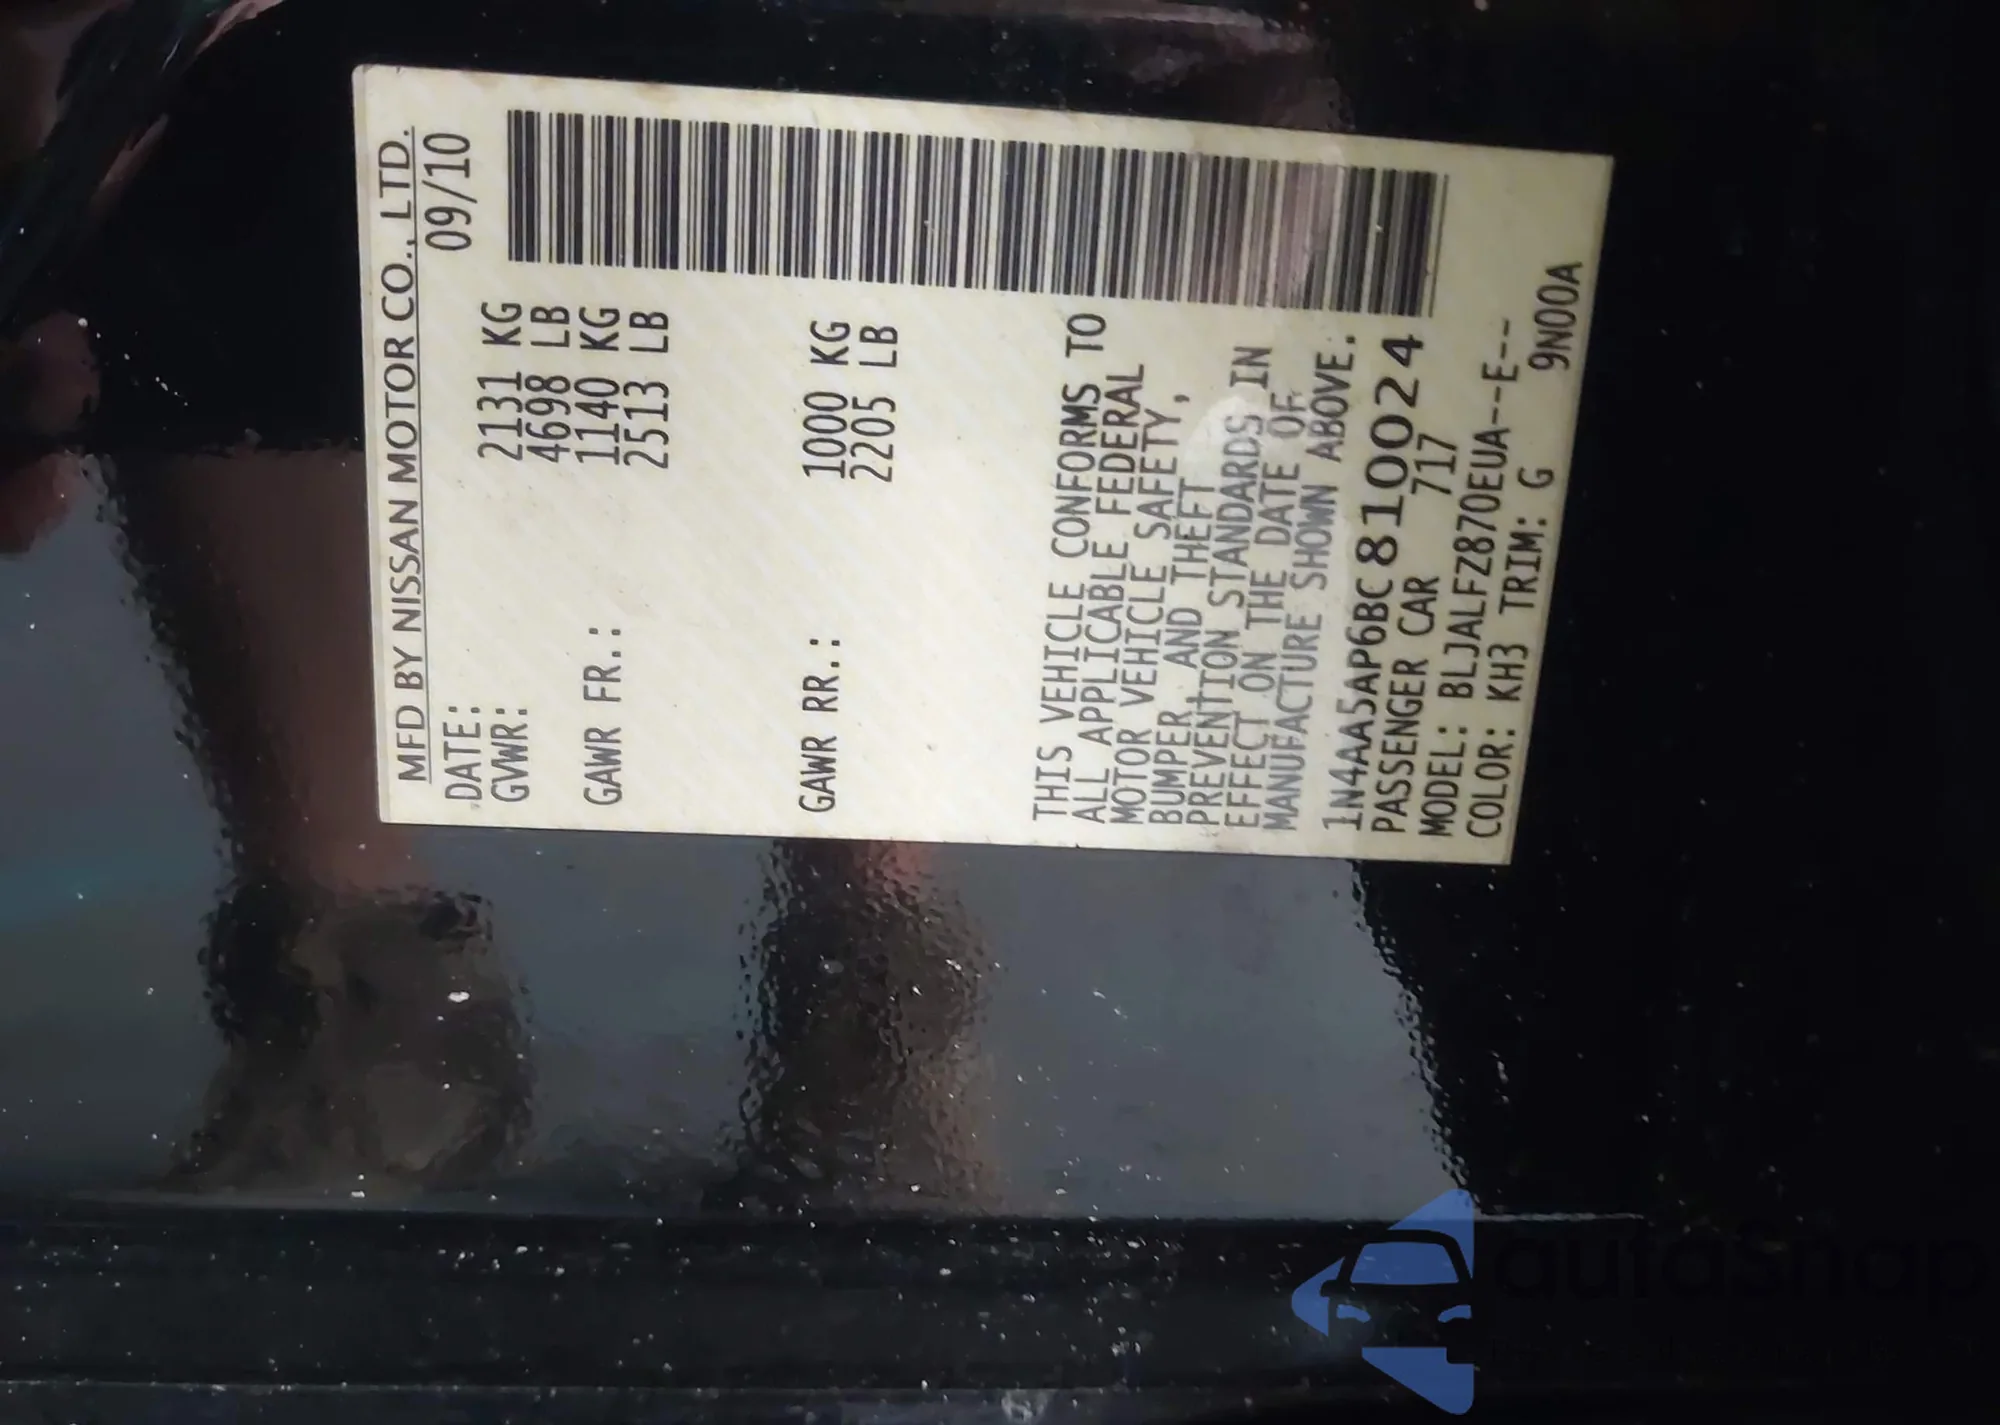 MFD BY NISSAN MOTOR CO., LTD.
DATE: 09/10
GVWR: 2131 KG
4698 LB
GAWR FR.: 1140 KG
2513 LB
GAWR RR.: 1000 KG
2205 LB
THIS VEHICLE CONFORMS TO
ALL APPLICABLE FEDERAL
MOTOR VEHICLE SAFETY,
BUMPER, AND THEFT
PREVENTION STANDARDS IN
EFFECT ON THE DATE OF
MANUFACTURE SHOWN ABOVE.
1N4AA5AP6BC810024
PASSENGER CAR 717
MODEL: BLJALFZ870EUA--E--
COLOR: KH3 TRIM: G 9N00A
autoshop